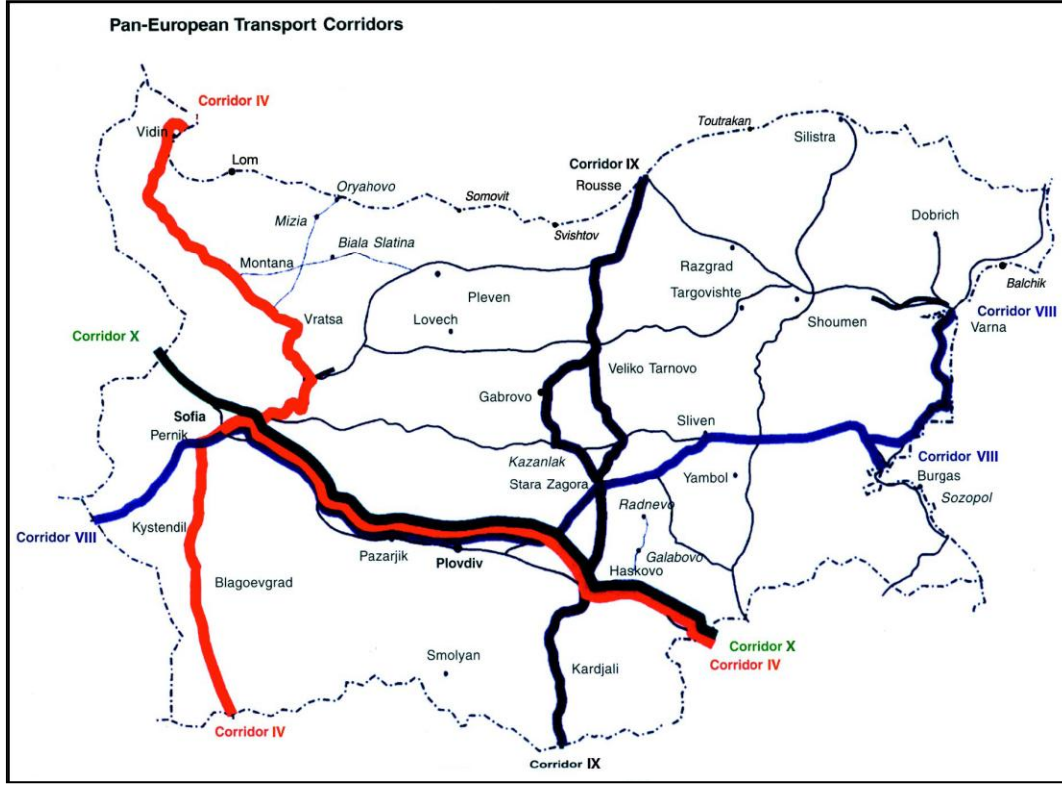 Pan-European Transport Corridors
Corridor IV
Vidin
Lom
Oryahovo
Somovit
Svishtov
Corridor IX
Rousse
Toutrakan
Silistra
Mizia
Biala Slatina
Montana
Pleven
Razgrad
Dobrich
Balchik
Targovishte
Vratsa
Lovech
Shoumen
Corridor VIII
Varna
Corridor X
Veliko Tarnovo
Gabrovo
Sofia
Pernik
Sliven
Kazanlak
Stara Zagora
Corridor VIII
Burgas
Yambol
Sozopol
Radnevo
Kystendil
Corridor VIII
Pazarjik
Plovdiv
Galabovo
Haskovo
Blagoevgrad
Corridor X
Corridor IV
Smolyan
Kardjali
Corridor IV
Corridor IX